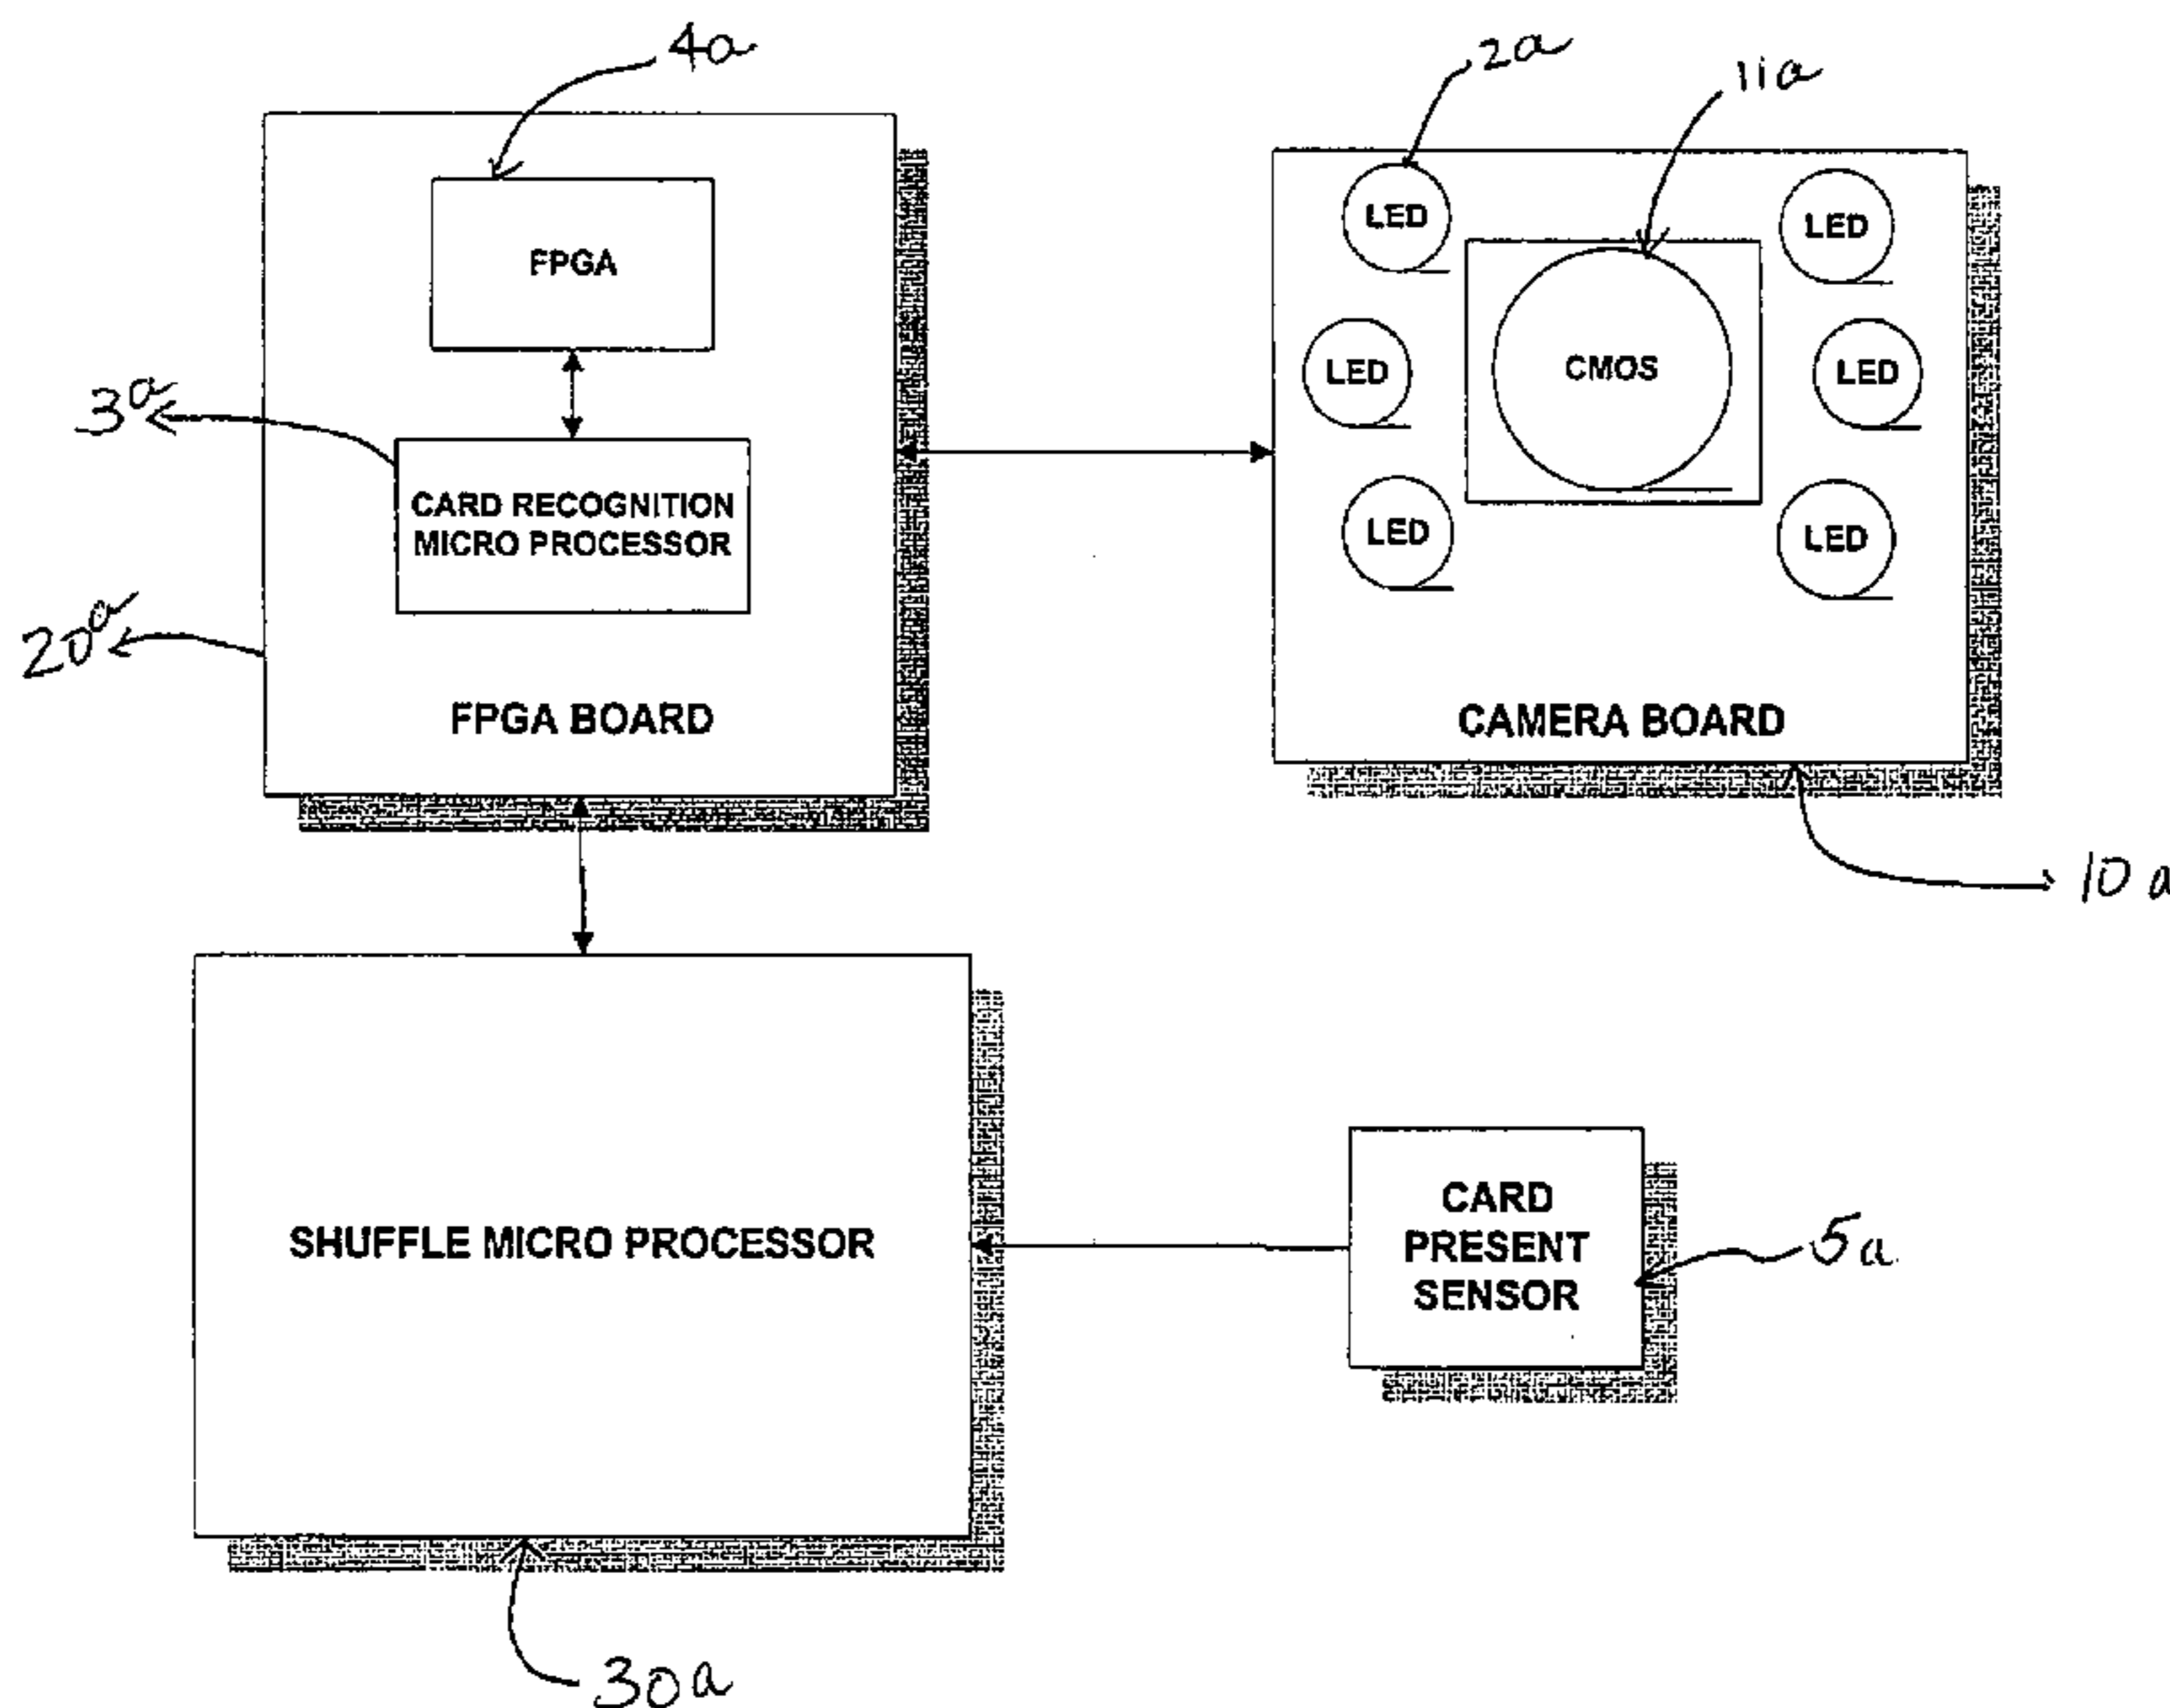 4a
2a
11a
FPGA
LED
LED
LED
CMOS
LED
LED
LED
3a
CARD RECOGNITION
MICRO PROCESSOR
20a
FPGA BOARD
CAMERA BOARD
10a
SHUFFLE MICRO PROCESSOR
CARD
PRESENT
SENSOR
5a
30a